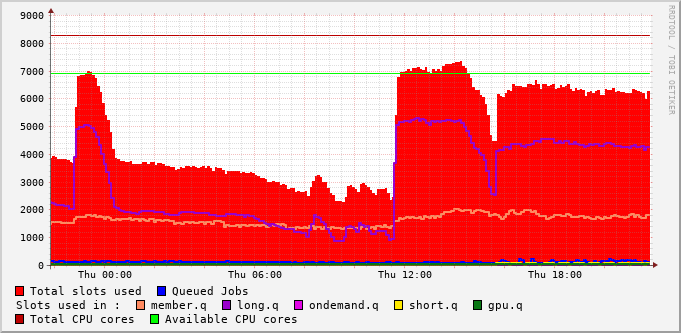 9000
8000
7000
6000
5000
4000
3000
2000
1000
0
Thu 00:00 Thu 06:00 Thu 12:00 Thu 18:00
RRDTOOL / TOBI OETIKER
Total slots used Queued Jobs
Slots used in : member.q long.q ondemand.q short.q gpu.q
Total CPU cores Available CPU cores